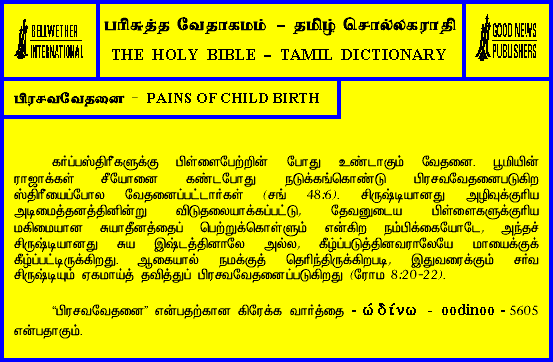 BELLWETHER
INTERNATIONAL
பரிசுத்த வேதாகமம் – தமிழ் சொல்லகராதி
THE HOLY BIBLE – TAMIL DICTIONARY
GOOD NEWS
PUBLISHERS
பிரசவவேதனை – PAINS OF CHILD BIRTH
கர்ப்பஸ்திரீகளுக்கு பிள்ளைபேற்றின் போது உண்டாகும் வேதனை. பூமியின்
ராஜாக்கள் சீயோனை கண்டபோது நடுக்கங்கொண்டு பிரசவவேதனைபடுகிற
ஸ்திரீயைப்போல வேதனைப்பட்டார்கள் (சங் 48:6). சிருஷ்டியானது அழிவுக்குரிய
அடிமைத்தனத்தினின்று விடுதலையாக்கப்பட்டு, தேவனுடைய பிள்ளைகளுக்குரிய
மகிமையான சுயாதீனத்தைப் பெற்றுக்கொள்ளும் என்கிற நம்பிக்கையோடே, அந்தச்
சிருஷ்டியானது சுய இஷ்டத்தினாலே அல்ல, கீழ்ப்படுத்தினவராலேயே மாயைக்குக்
கீழ்ப்பட்டிருக்கிறது. ஆகையால் நமக்குத் தெரிந்திருக்கிறபடி, இதுவரைக்கும் சர்வ
சிருஷ்டியும் ஏகமாய்த் தவித்துப் பிரசவவேதனைப்படுகிறது (ரோம 8:20-22).
“பிரசவவேதனை” என்பதற்கான கிரேக்க வார்த்தை - ώδίνω - oodinoo - 5605
என்பதாகும்.